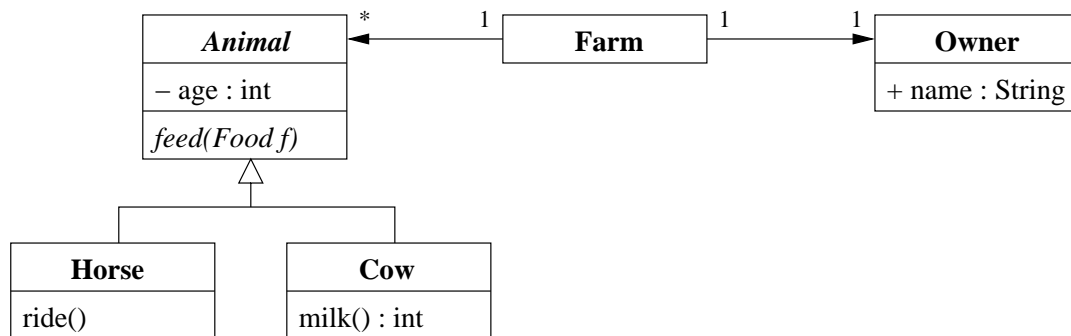 * 1 1 1
Animal Farm Owner
– age : int + name : String
feed(Food f)
Horse Cow
ride() milk() : int